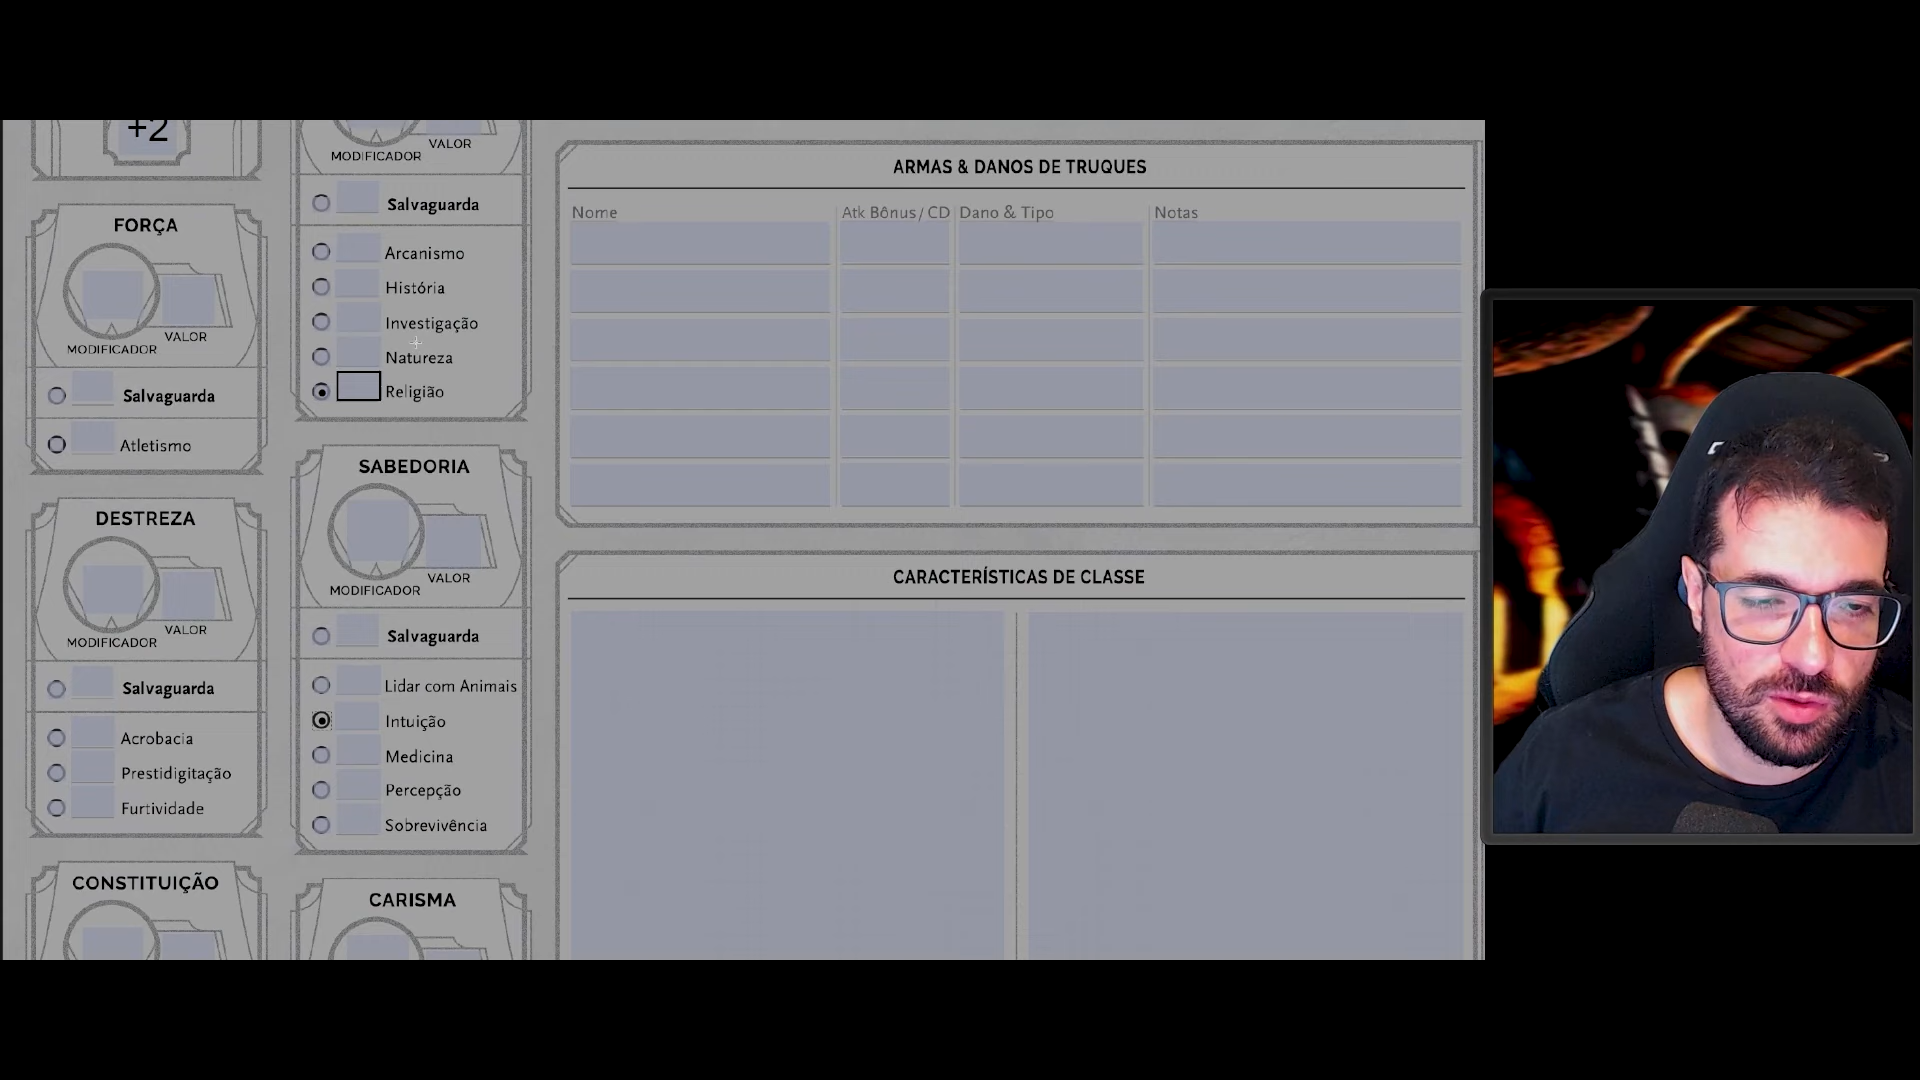 +2
FORÇA
MODIFICADOR
VALOR
Salvaguarda
Atletismo
DESTREZA
MODIFICADOR
VALOR
Salvaguarda
Acrobacia
Prestidigitação
Furtividade
CONSTITUIÇÃO
MODIFICADOR
VALOR
Salvaguarda
Arcanismo
História
Investigação
Natureza
Religião
SABEDORIA
MODIFICADOR
VALOR
Salvaguarda
Lidar com Animais
Intuição
Medicina
Percepção
Sobrevivência
CARISMA
ARMAS & DANOS DE TRUQUES
Nome Atk Bônus / CD Dano & Tipo Notas
CARACTERÍSTICAS DE CLASSE